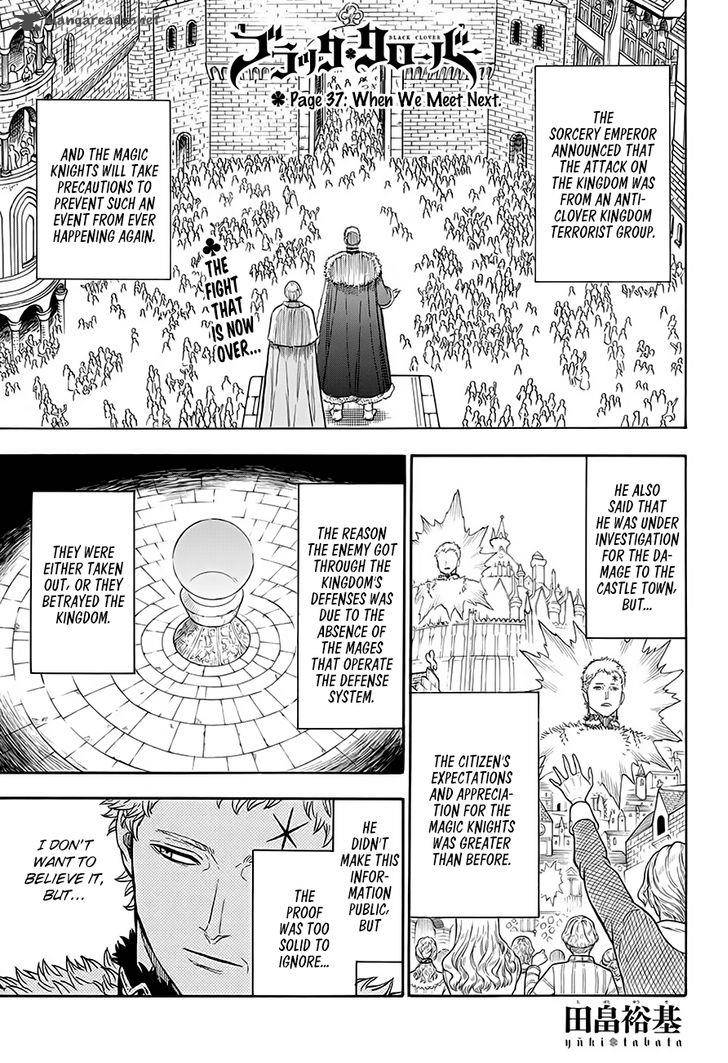 mangareader.net
BLACK CLOVER
ブラッククローバー
Page 37: When We Meet Next.
THE
SORCERY EMPEROR
ANNOUNCED THAT
THE ATTACK ON
THE KINGDOM WAS
FROM AN ANTI-
CLOVER KINGDOM
TERRORIST GROUP.
AND THE MAGIC
KNIGHTS WILL TAKE
PRECAUTIONS TO
PREVENT SUCH AN
EVENT FROM EVER
HAPPENING AGAIN.
THE
FIGHT
THAT
IS NOW
OVER...
HE ALSO
SAID THAT
HE WAS UNDER
INVESTIGATION
FOR THE DA-
MAGE TO THE
CASTLE TOWN,
BUT...
THE CITIZEN'S
EXPECTATIONS
AND APPRECIA-
TION FOR THE
MAGIC KNIGHTS
WAS GREATER
THAN BEFORE.
THE REASON
THE ENEMY GOT
THROUGH THE
KINGDOM'S
DEFENSES WAS
DUE TO THE
ABSENCE OF
THE MAGES
THAT OPERATE
THE DEFENSE
SYSTEM.
THEY WERE
EITHER TAKEN
OUT, OR THEY
BETRAYED THE
KINGDOM.
HE
DIDN'T
MAKE THIS
INFOR-
MATION
PUBLIC,
BUT
THE
PROOF
WAS TOO
SOLID TO
IGNORE...
I DON'T
WANT TO
BELIEVE IT,
BUT...
田畠裕基
yūki tabata